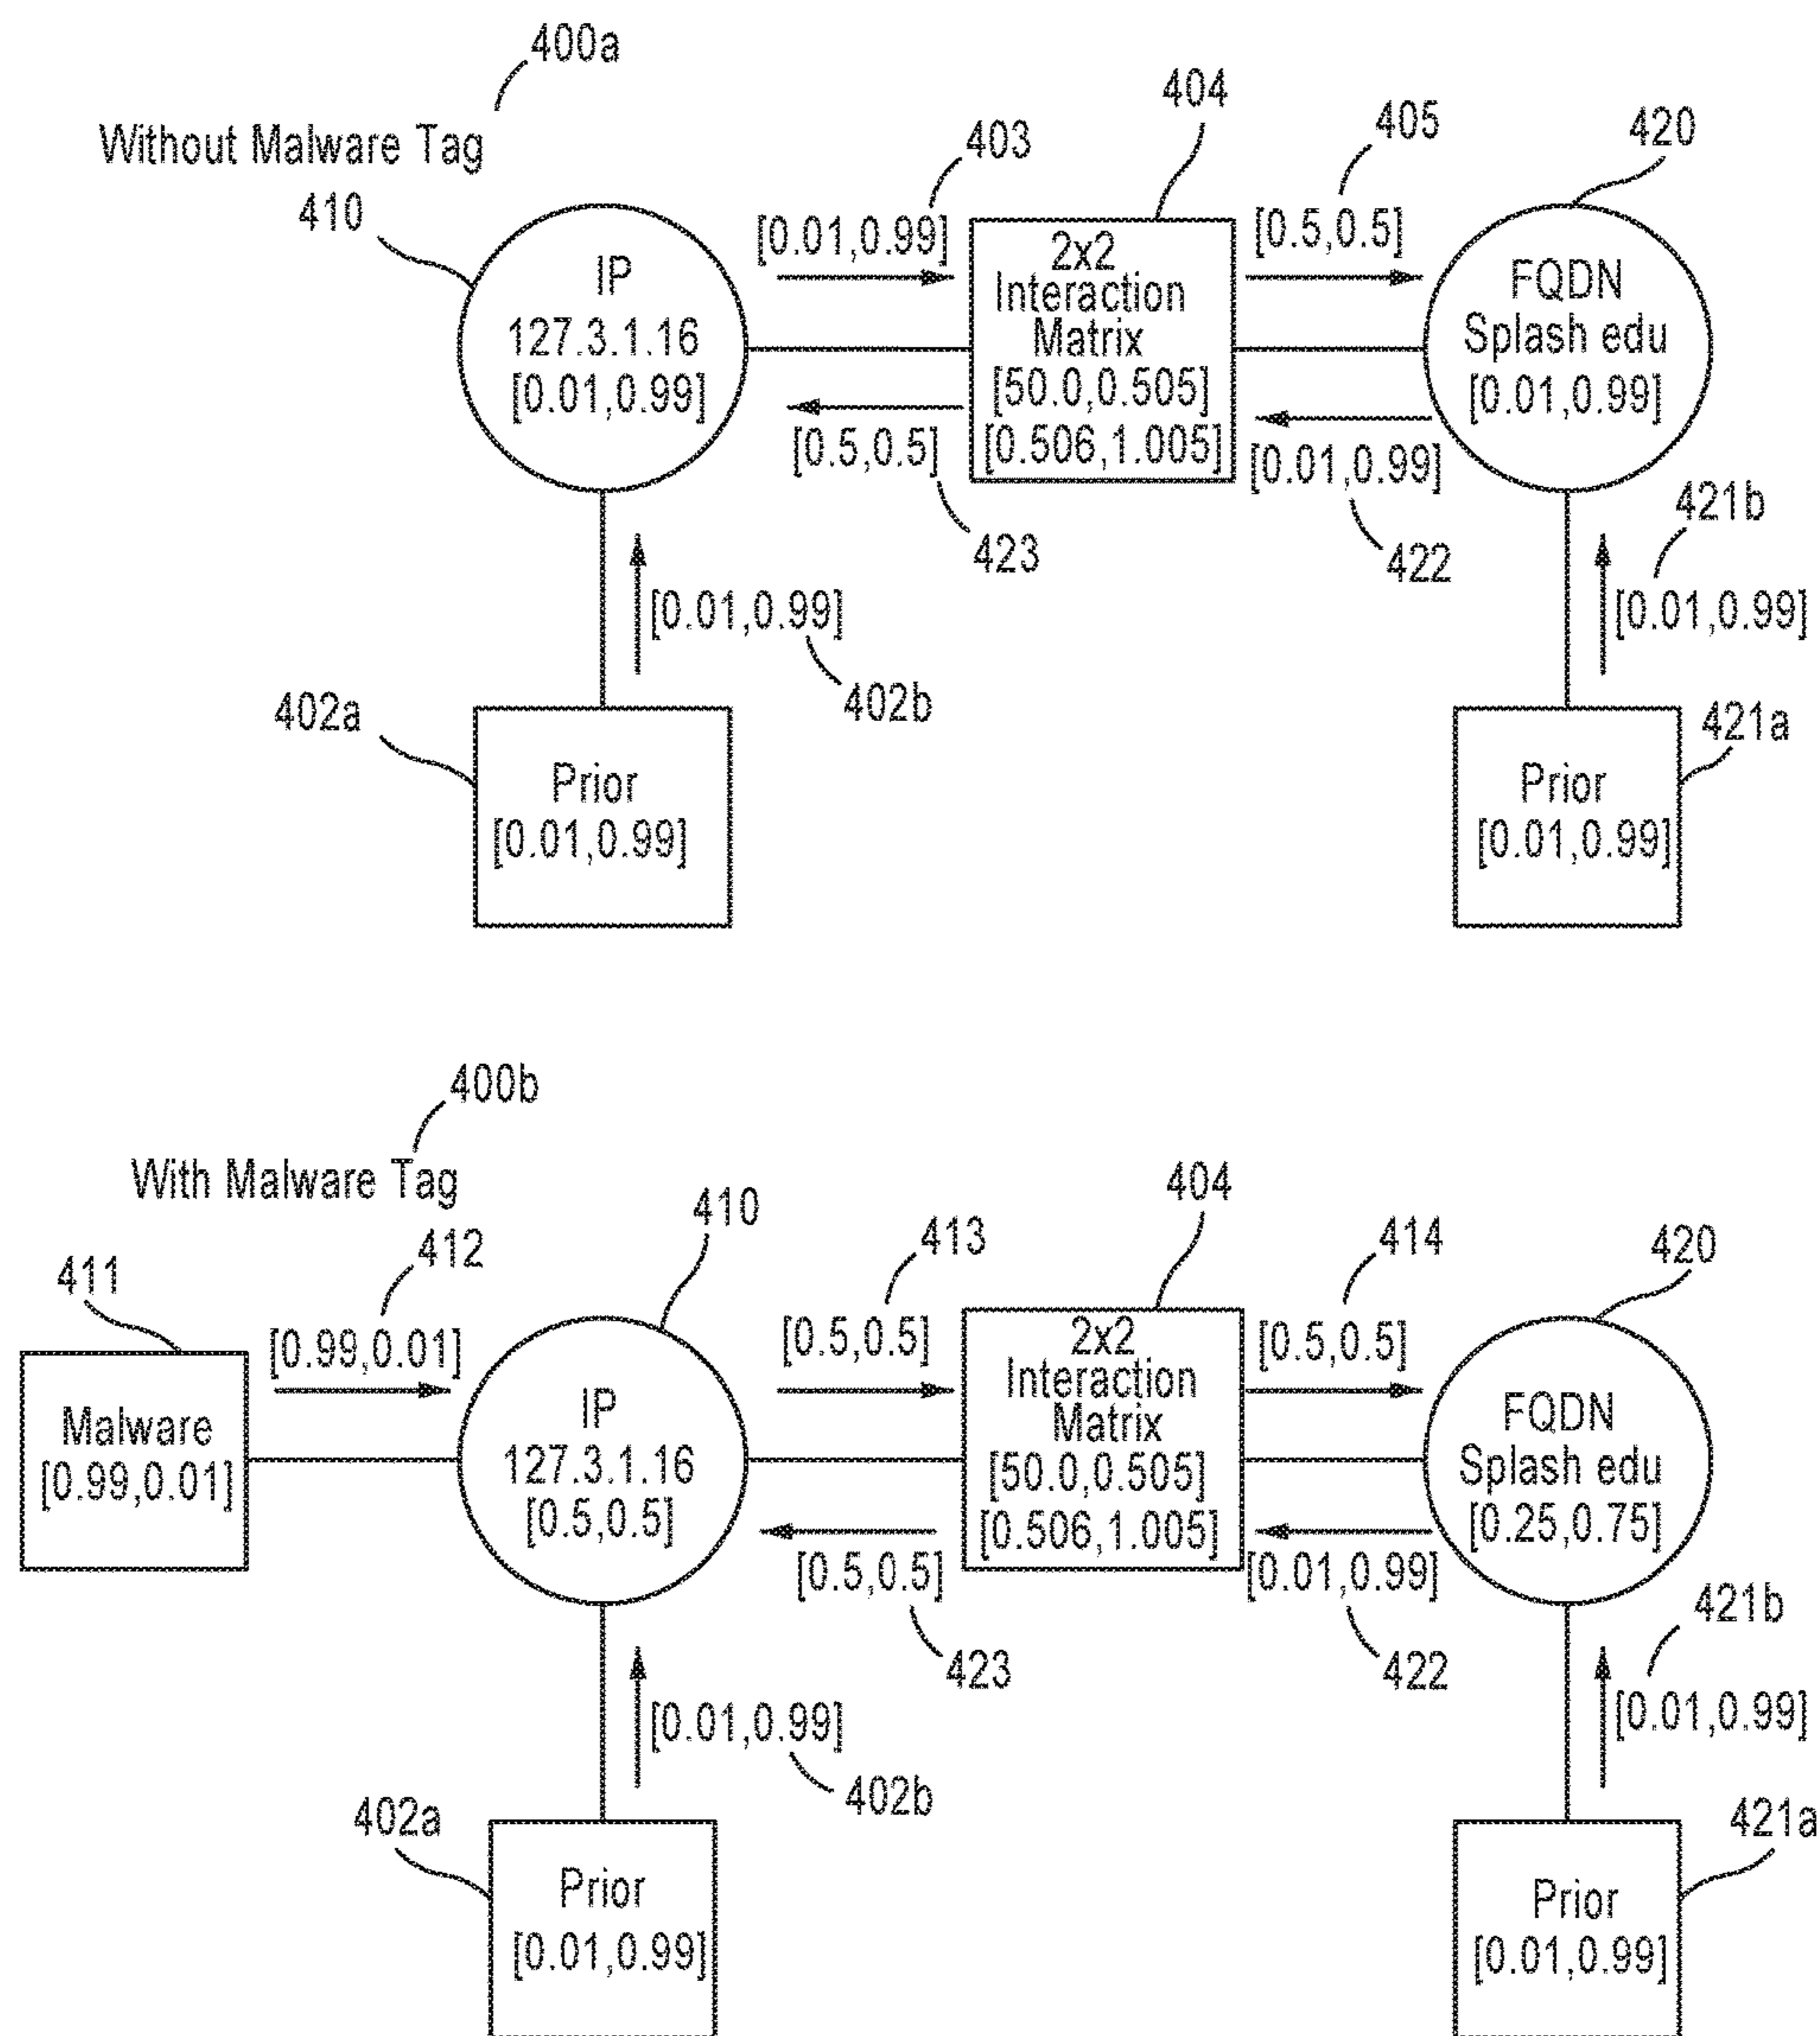 400a
Without Malware Tag
410
403
404
405
420
[0.01,0.99]
[0.5,0.5]
IP
127.3.1.16
[0.01,0.99]
2x2
Interaction
Matrix
[50.0,0.505]
[0.506,1.005]
FQDN
Splash edu
[0.01,0.99]
[0.5,0.5]
[0.01,0.99]
423
422
421b
[0.01,0.99]
402b
[0.01,0.99]
402a
421a
Prior
[0.01,0.99]
Prior
[0.01,0.99]
400b
With Malware Tag
411
412
410
413
404
414
420
[0.99,0.01]
[0.5,0.5]
[0.5,0.5]
Malware
[0.99,0.01]
IP
127.3.1.16
[0.5,0.5]
2x2
Interaction
Matrix
[50.0,0.505]
[0.506,1.005]
FQDN
Splash edu
[0.25,0.75]
[0.5,0.5]
[0.01,0.99]
423
422
421b
[0.01,0.99]
402b
[0.01,0.99]
402a
421a
Prior
[0.01,0.99]
Prior
[0.01,0.99]